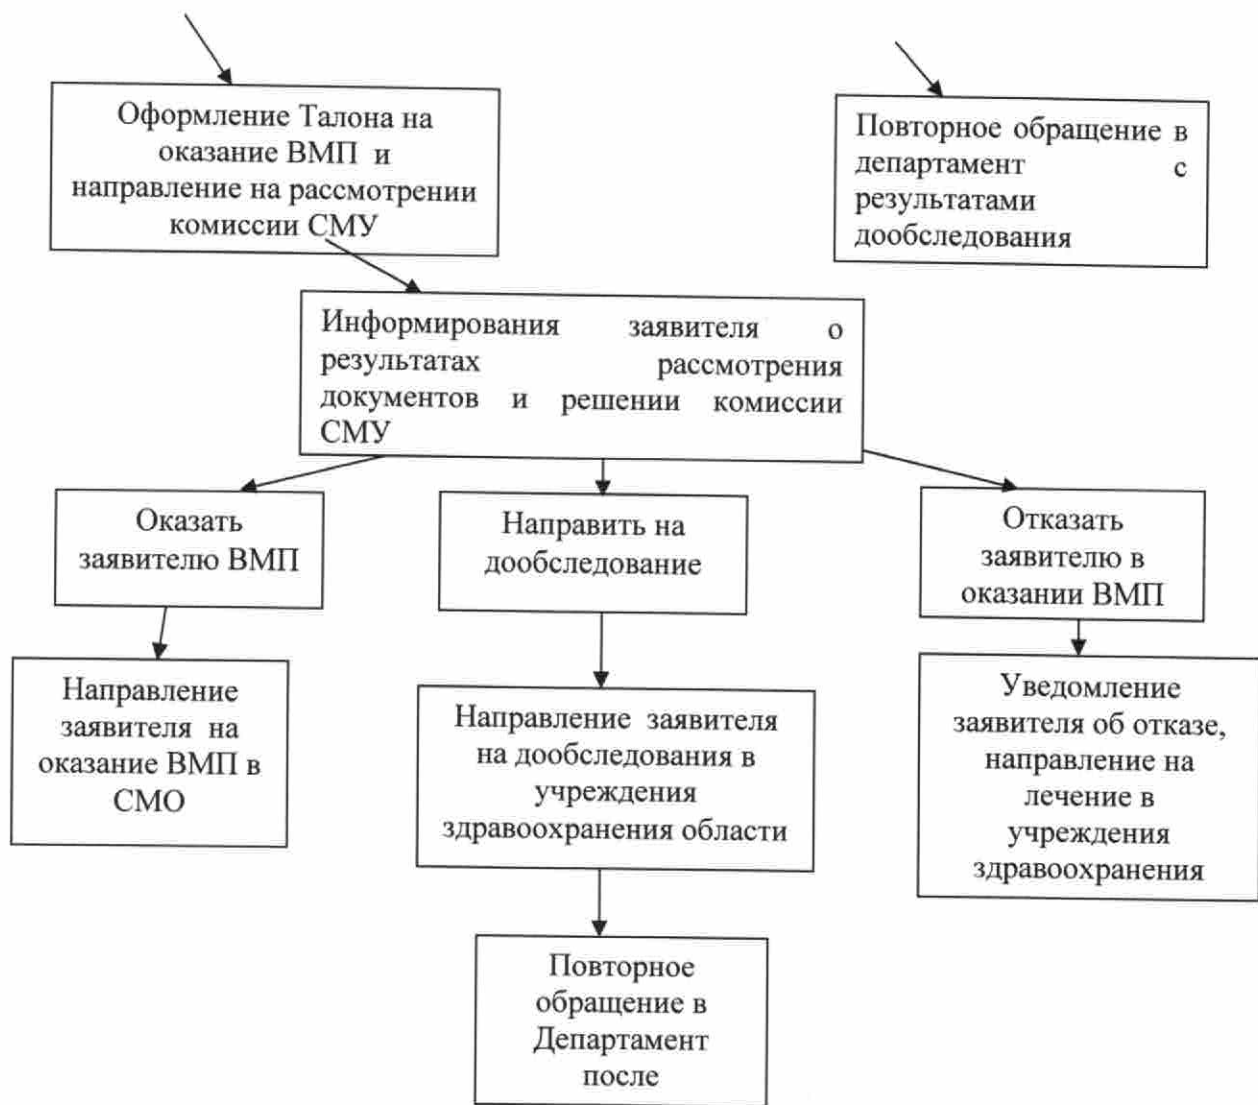 Оформление Талона на
оказание ВМП и
направление на рассмотрении
комиссии СМУ
Повторное обращение в
департамент с
результатами
дообследования
Информирования заявителя о
результатах рассмотрения
документов и решении комиссии
СМУ
Оказать
заявителю ВМП
Направить на
дообследование
Отказать
заявителю в
оказании ВМП
Направление
заявителя на
оказание ВМП в
СМО
Направление заявителя
на дообследования в
учреждения
здравоохранения области
Уведомление
заявителя об отказе,
направление на
лечение в
учреждения
здравоохранения
Повторное
обращение в
Департамент
после